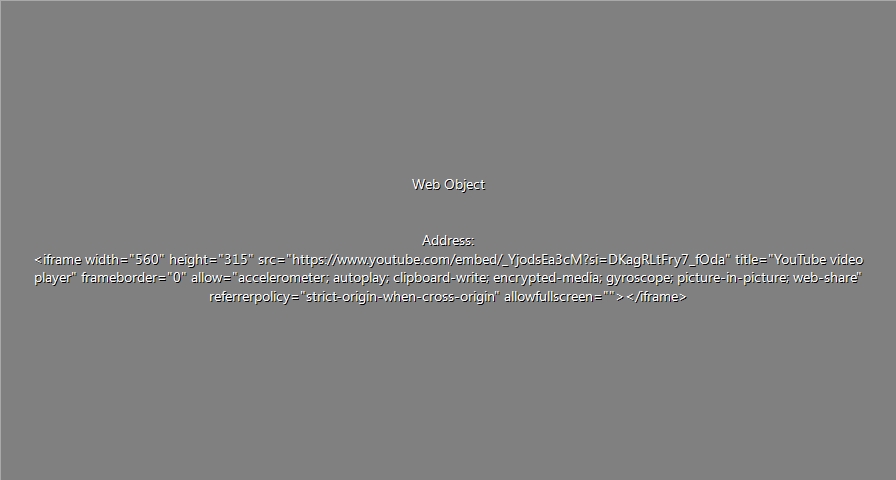 Web Object
Address:
<iframe width="560" height="315" src="https://www.youtube.com/embed/_YjodsEa3cM?si=DKagRLtFry7_fOda" title="YouTube video
player" frameborder="0" allow="accelerometer; autoplay; clipboard-write; encrypted-media; gyroscope; picture-in-picture; web-share"
referrerpolicy="strict-origin-when-cross-origin" allowfullscreen=""></iframe>